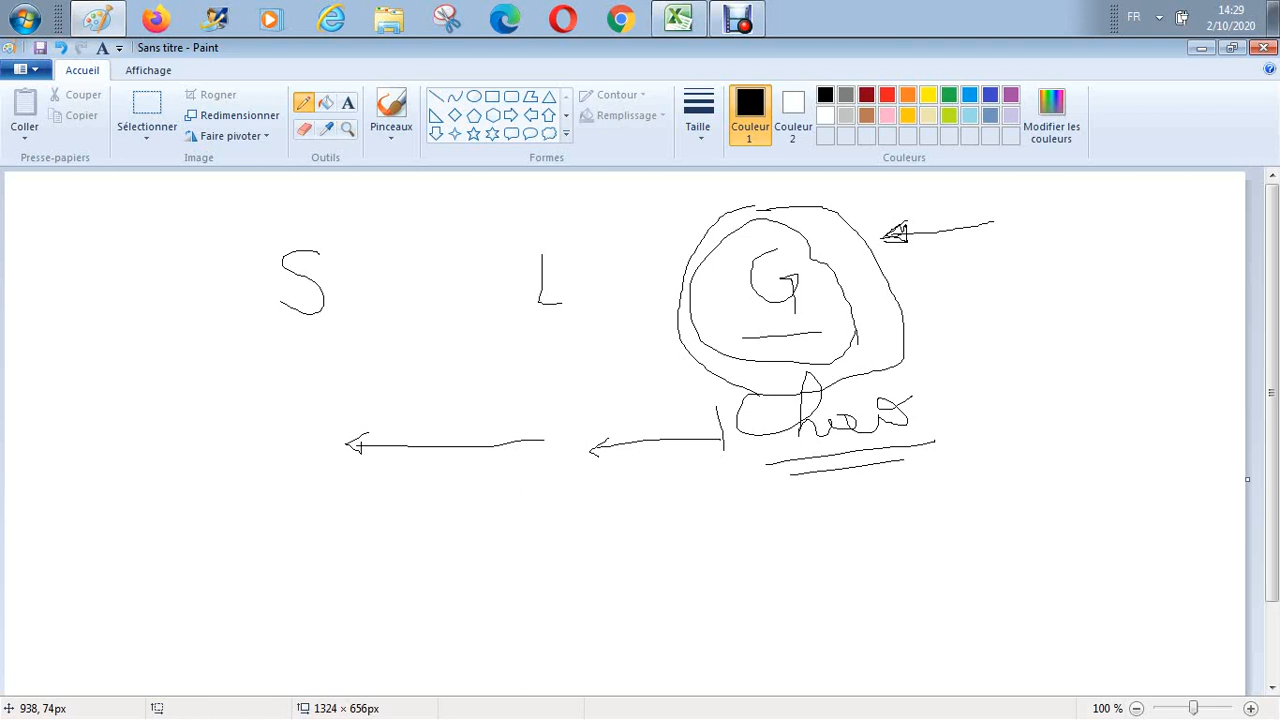 14:29
FR
2/10/2020
Sans titre - Paint
Accueil Affichage
Couper
Copier
Coller
Presse-papiers
Sélectionner
Rogner
Redimensionner
Faire pivoter
Image
A
Outils
Pinceaux
Formes
Contour
Remplissage
Taille
Couleur 1
Couleur 2
Modifier les couleurs
Couleurs
S L G
938, 74px
1324 × 656px
100 %